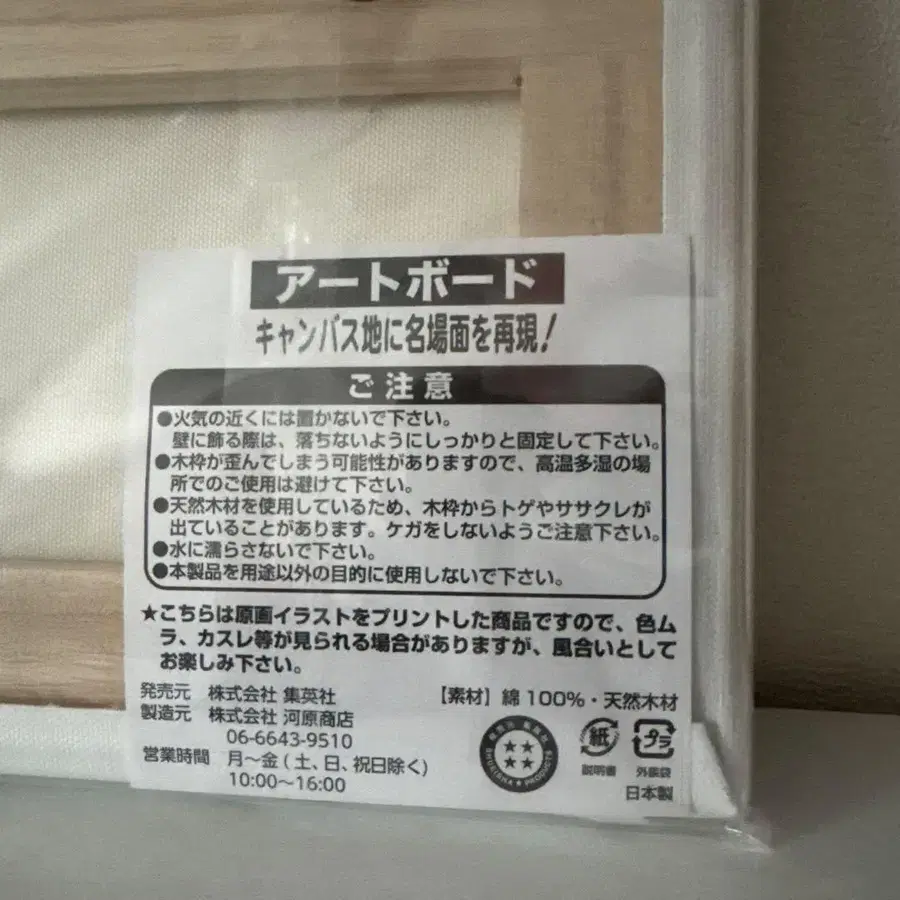 アートボード
キャンバス地に名場面を再現!
ご注意
●火気の近くには置かないで下さい。
壁に飾る際は、落ちないようにしっかりと固定して下さい。
●木枠が歪んでしまう可能性がありますので、高温多湿の場
所でのご使用は避けて下さい。
●天然木材を使用しているため、木枠からトゲやササクレが
出ていることがあります。ケガをしないようご注意下さい。
●水に濡らさないで下さい。
●本製品を用途以外の目的に使用しないで下さい。
★こちらは原画イラストをプリントした商品ですので、色ム
ラ、カスレ等が見られる場合がありますが、風合いとして
お楽しみ下さい。
発売元 株式会社 集英社
製造元 株式会社 河原商店
06-6643-9510
営業時間 月〜金(土、日、祝日除く)
10:00〜16:00
【素材】綿100%・天然木材
SHUEISHA PRODUCTS
紙
説明書
プラ
外装袋
日本製